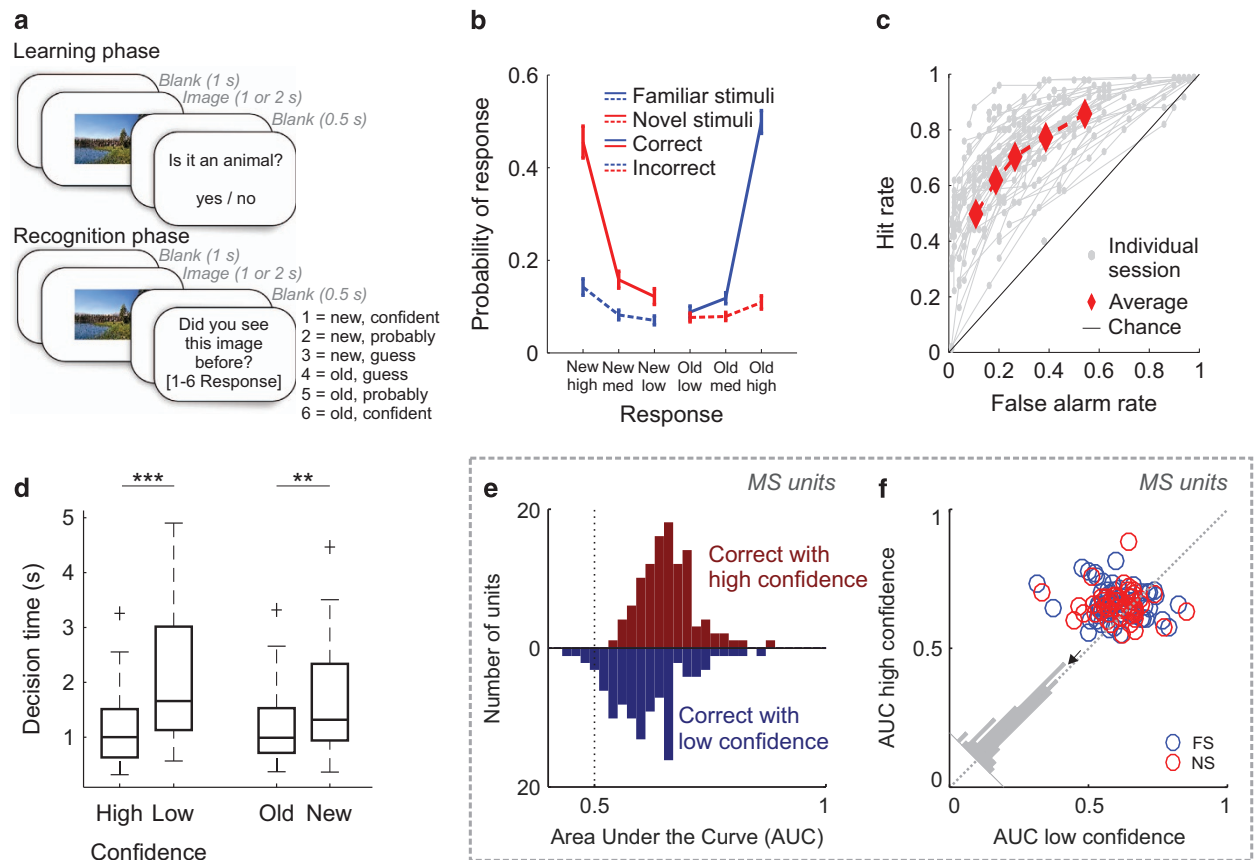 a
Learning phase
Blank (1 s)
Image (1 or 2 s)
Blank (0.5 s)
Is it an animal?
yes / no
Recognition phase
Blank (1 s)
Image (1 or 2 s)
Blank (0.5 s)
Did you see
this image
before?
[1-6 Response]
1 = new, confident
2 = new, probably
3 = new, guess
4 = old, guess
5 = old, probably
6 = old, confident
b
Probability of response
0.6
0.4
0.2
0
Familiar stimuli
Novel stimuli
Correct
Incorrect
New high
New med
New low
Old low
Old med
Old high
Response
c
Hit rate
1
0.8
0.6
0.4
0.2
0
Individual
session
Average
Chance
0 0.2 0.4 0.6 0.8 1
False alarm rate
d
Decision time (s)
*** **
5
4
3
2
1
High Low Old New
Confidence
e
MS units
Number of units
20
0
20
Correct with
high confidence
Correct with
low confidence
0.5 1
Area Under the Curve (AUC)
f
MS units
AUC high confidence
1
0.5
0
FS
NS
0 0.5 1
AUC low confidence